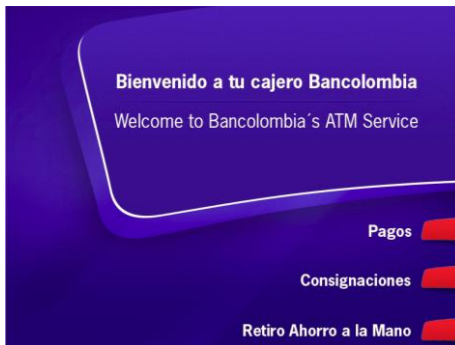 Bienvenido a tu cajero Bancolombia
Welcome to Bancolombia´s ATM Service
Pagos
Consignaciones
Retiro Ahorro a la Mano